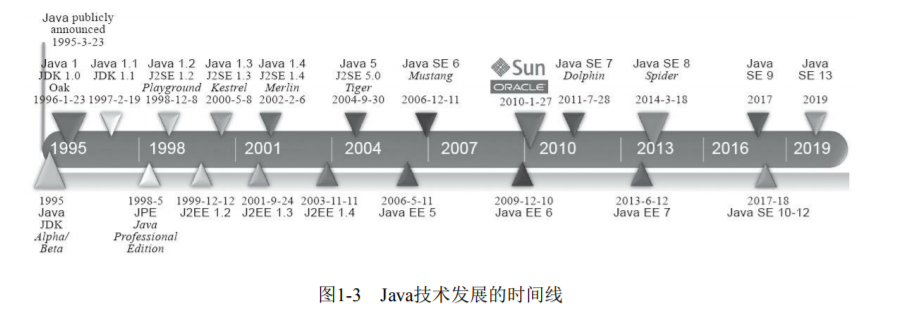 Java publicly
announced
1995-3-23
Java 1
JDK 1.0
Oak
1996-1-23
Java 1.1
JDK 1.1
1997-2-19
Java 1.2
J2SE 1.2
Playground
1998-12-8
Java 1.3
J2SE 1.3
Kestrel
2000-5-8
Java 1.4
J2SE 1.4
Merlin
2002-2-6
Java 5
J2SE 5.0
Tiger
2004-9-30
Java SE 6
Mustang
2006-12-11
Sun
ORACLE
2010-1-27
Java SE 7
Dolphin
2011-7-28
Java SE 8
Spider
2014-3-18
Java
SE 9
2017
Java
SE 13
2019
1995
1998
2001
2004
2007
2010
2013
2016
2019
1995
Java
JDK
Alpha/
Beta
1998-5
JPE
Java
Professional
Edition
1999-12-12
J2EE 1.2
2001-9-24
J2EE 1.3
2003-11-11
J2EE 1.4
2006-5-11
Java EE 5
2009-12-10
Java EE 6
2013-6-12
Java EE 7
2017-18
Java SE 10-12
图1-3 Java技术发展的时间线